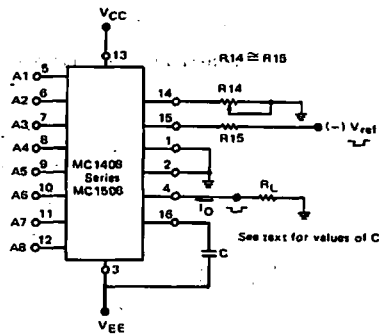 VCC
13
R14 ≅ R15
A1 5
A2 6
A3 7
A4 8
A5 9
A6 10
A7 11
A8 12
MC1408
Series
MC1508
14 R14
15 R15 (−) Vref
1
2
4 IO RL
16 C
See text for values of C
3
VEE